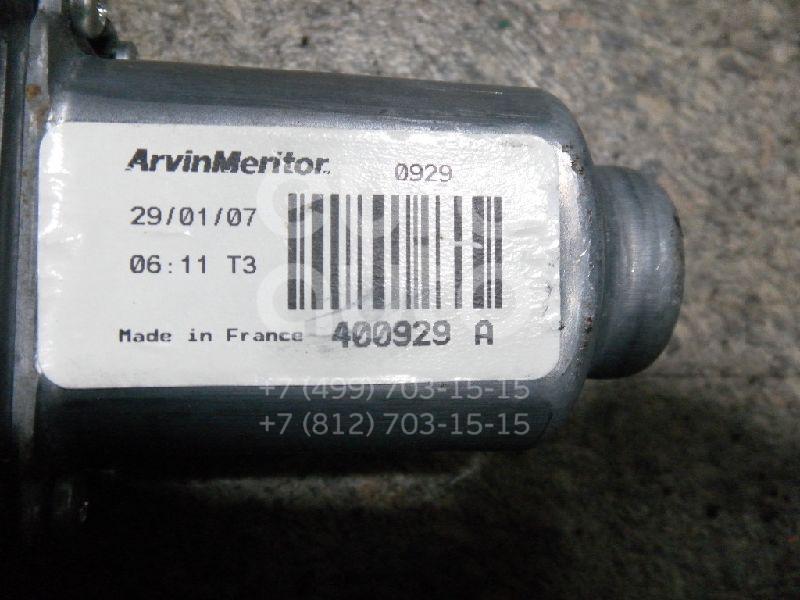 ArvinMeritor 0929
29/01/07
06:11 T3
Made in France 400929 A
+7 (499) 703-15-15
+7 (812) 703-15-15